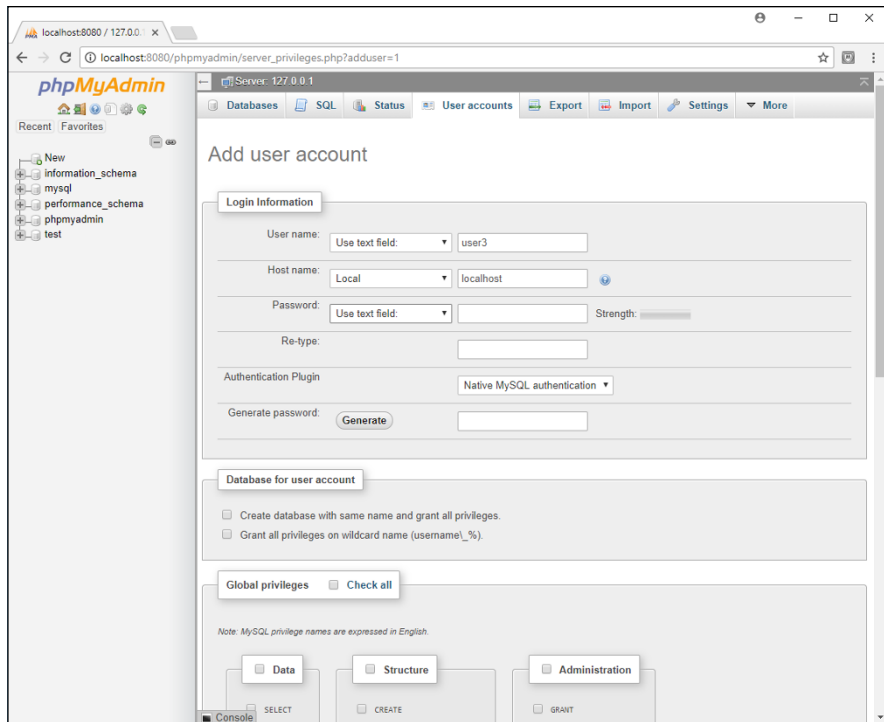 localhost:8080 / 127.0.0.1
localhost:8080/phpmyadmin/server_privileges.php?adduser=1
phpMyAdmin
Recent Favorites
New
information_schema
mysql
performance_schema
phpmyadmin
test
Server: 127.0.0.1
Databases SQL Status User accounts Export Import Settings More
Add user account
Login Information
User name: Use text field: user3
Host name: Local localhost
Password: Use text field: Strength:
Re-type:
Authentication Plugin Native MySQL authentication
Generate password: Generate
Database for user account
Create database with same name and grant all privileges.
Grant all privileges on wildcard name (username\_%).
Global privileges Check all
Note: MySQL privilege names are expressed in English.
Data Structure Administration
SELECT CREATE GRANT
Console